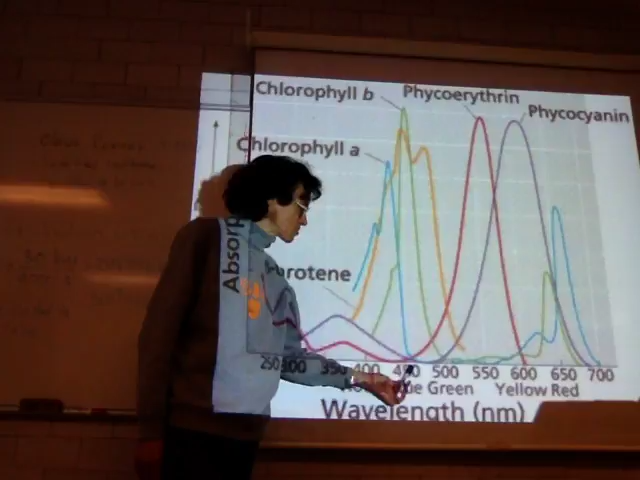 Chlorophyll b
Phycoerythrin
Phycocyanin
Chlorophyll a
rotene
Absorp
250 300 350 400 450 500 550 600 650 700
Green Yellow Red
Wavelength (nm)